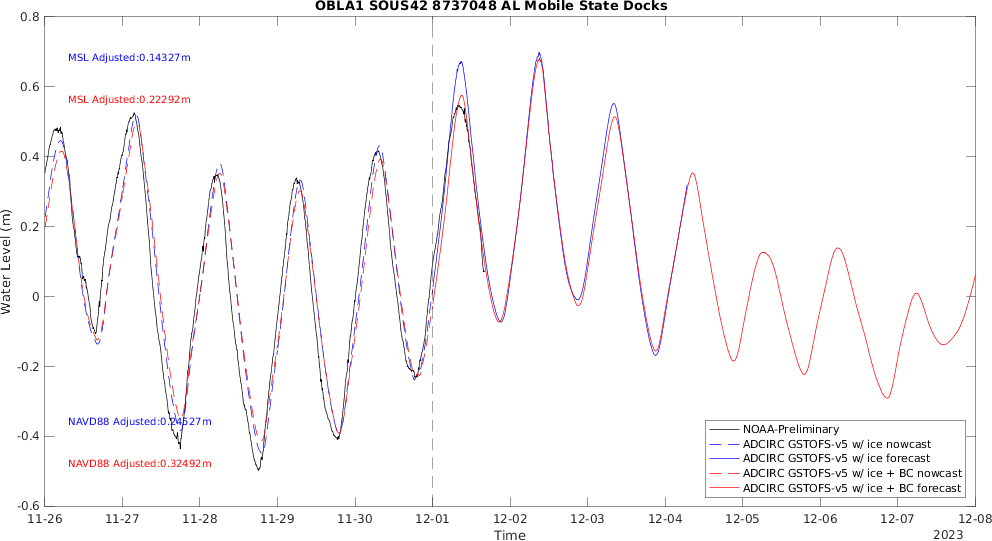 OBLA1 SOUS42 8737048 AL Mobile State Docks
0.8
MSL Adjusted:0.14327m
0.6
MSL Adjusted:0.22292m
0.4
0.2
Water Level (m)
0
-0.2
NAVD88 Adjusted:0.24527m
-0.4
NAVD88 Adjusted:0.32492m
-0.6
NOAA-Preliminary
ADCIRC GSTOFS-v5 w/ ice nowcast
ADCIRC GSTOFS-v5 w/ ice forecast
ADCIRC GSTOFS-v5 w/ ice + BC nowcast
ADCIRC GSTOFS-v5 w/ ice + BC forecast
11-26 11-27 11-28 11-29 11-30 12-01 12-02 12-03 12-04 12-05 12-06 12-07 12-08
Time
2023